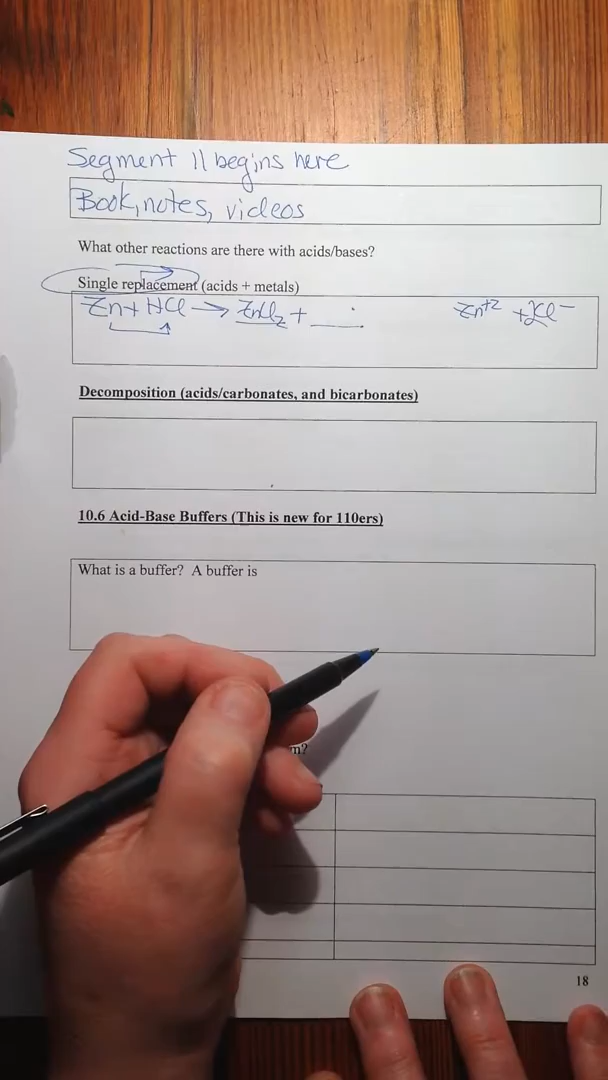 Segment 11 begins here
Book, notes, videos
What other reactions are there with acids/bases?
Single replacement (acids + metals)
Zn + HCl → ZnCl₂ + ___ Zn⁺² + 2Cl⁻
Decomposition (acids/carbonates, and bicarbonates)
10.6 Acid-Base Buffers (This is new for 110ers)
What is a buffer? A buffer is
m?
18